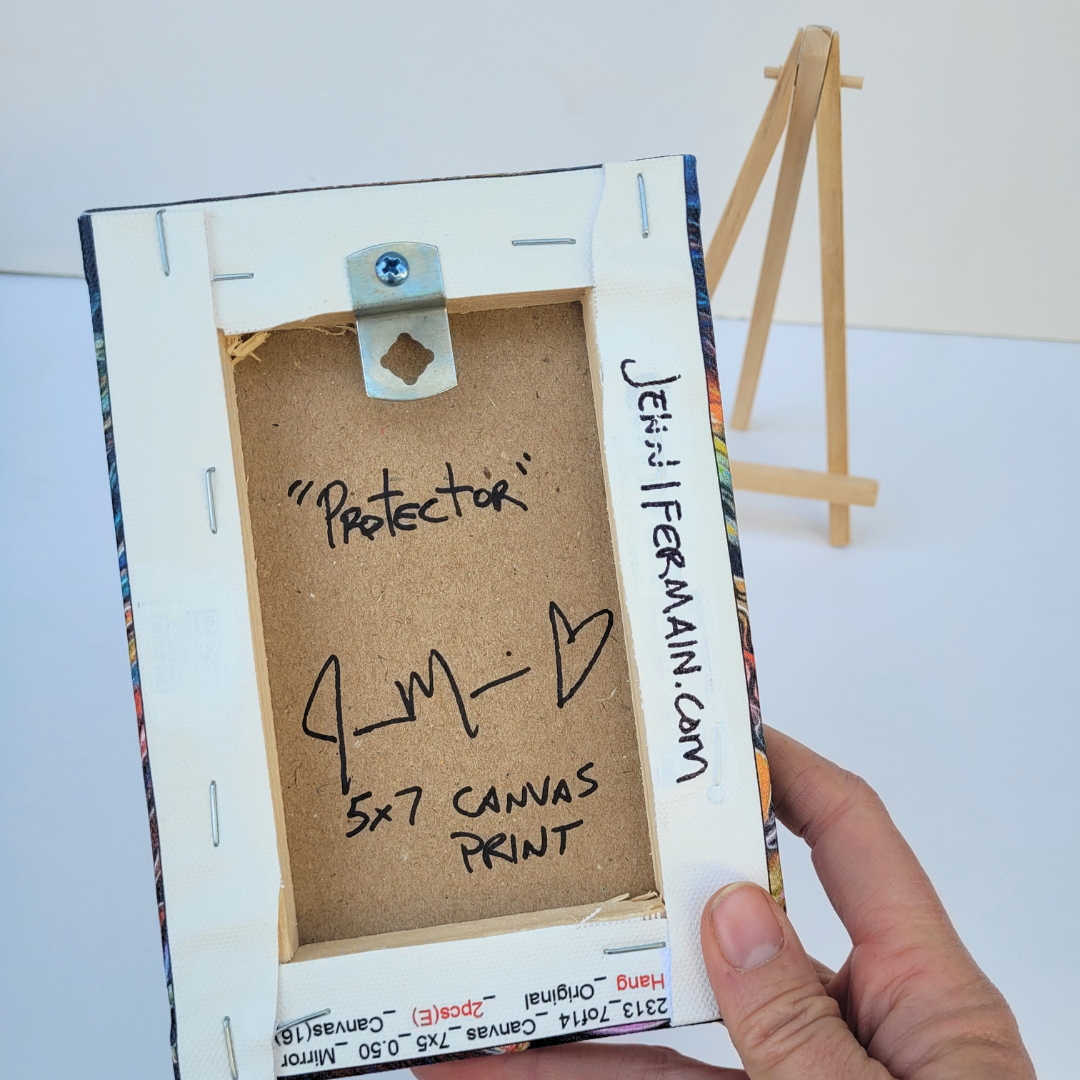 "PROTECTOR"
5x7 CANVAS
PRINT
JENNIFERMAIN.COM
2313_7of14_Canvas_7x5_0.50_Mirror
Hang_Original_2pcs(E)_Canvas(16)